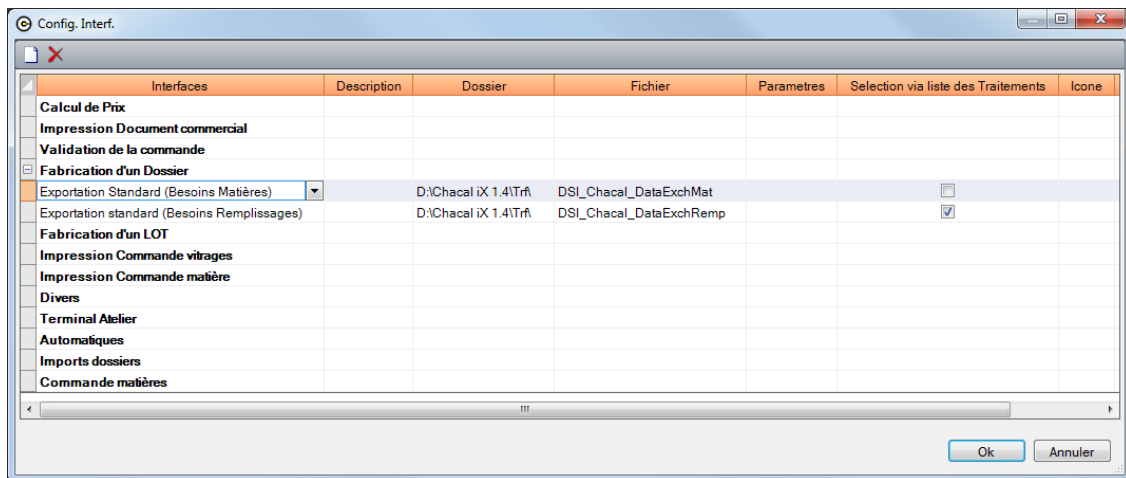 Config. Interf.
Interfaces Description Dossier Fichier Parametres Selection via liste des Traitements Icone
Calcul de Prix
Impression Document commercial
Validation de la commande
Fabrication d'un Dossier
Exportation Standard (Besoins Matières) D:\Chacal iX 1.4\Trf\ DSI_Chacal_DataExchMat
Exportation standard (Besoins Remplissages) D:\Chacal iX 1.4\Trf\ DSI_Chacal_DataExchRemp
Fabrication d'un LOT
Impression Commande vitrages
Impression Commande matière
Divers
Terminal Atelier
Automatiques
Imports dossiers
Commande matières
Ok Annuler